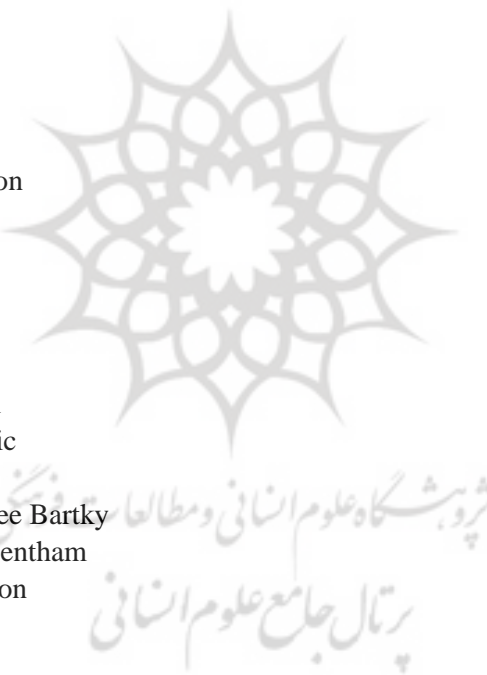 on
ic
ee Bartky
entham
on
پژوهشگاه علوم انسانی و مطالعات فرهنگی
پرتال جامع علوم انسانی